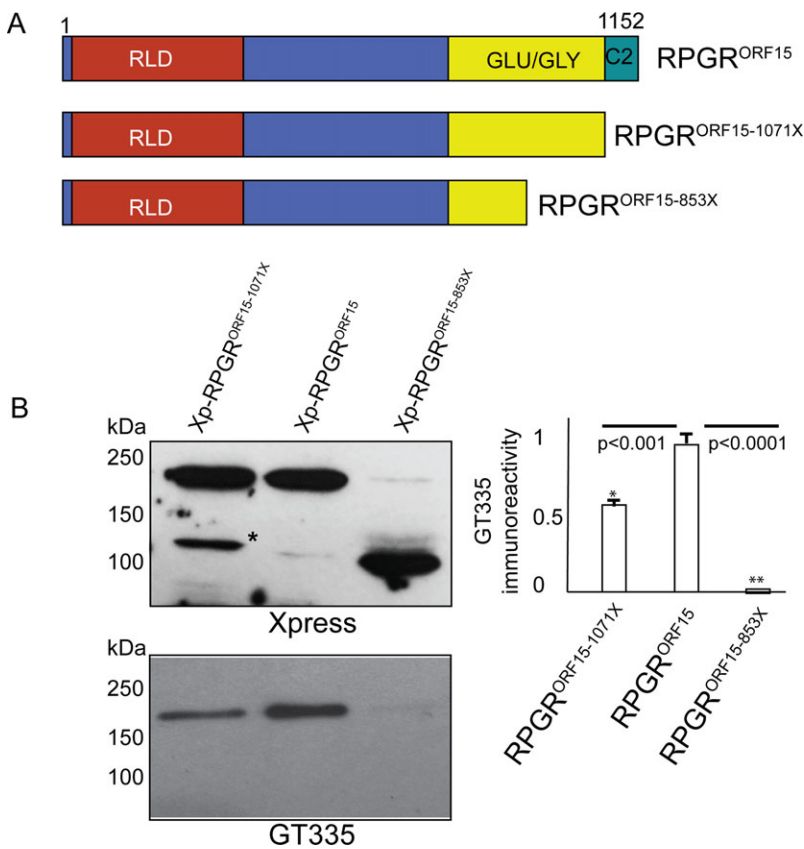 A
1 1152
RLD GLU/GLY C2 RPGR^ORF15
RLD RPGR^ORF15-1071X
RLD RPGR^ORF15-853X
Xp-RPGR^ORF15-1071X
Xp-RPGR^ORF15
Xp-RPGR^ORF15-853X
B
kDa
250
150
100
*
Xpress
kDa
250
150
100
GT335
GT335
immunoreactivity
1
0.5
0
p<0.001 p<0.0001
*
**
RPGR^ORF15-1071X
RPGR^ORF15
RPGR^ORF15-853X